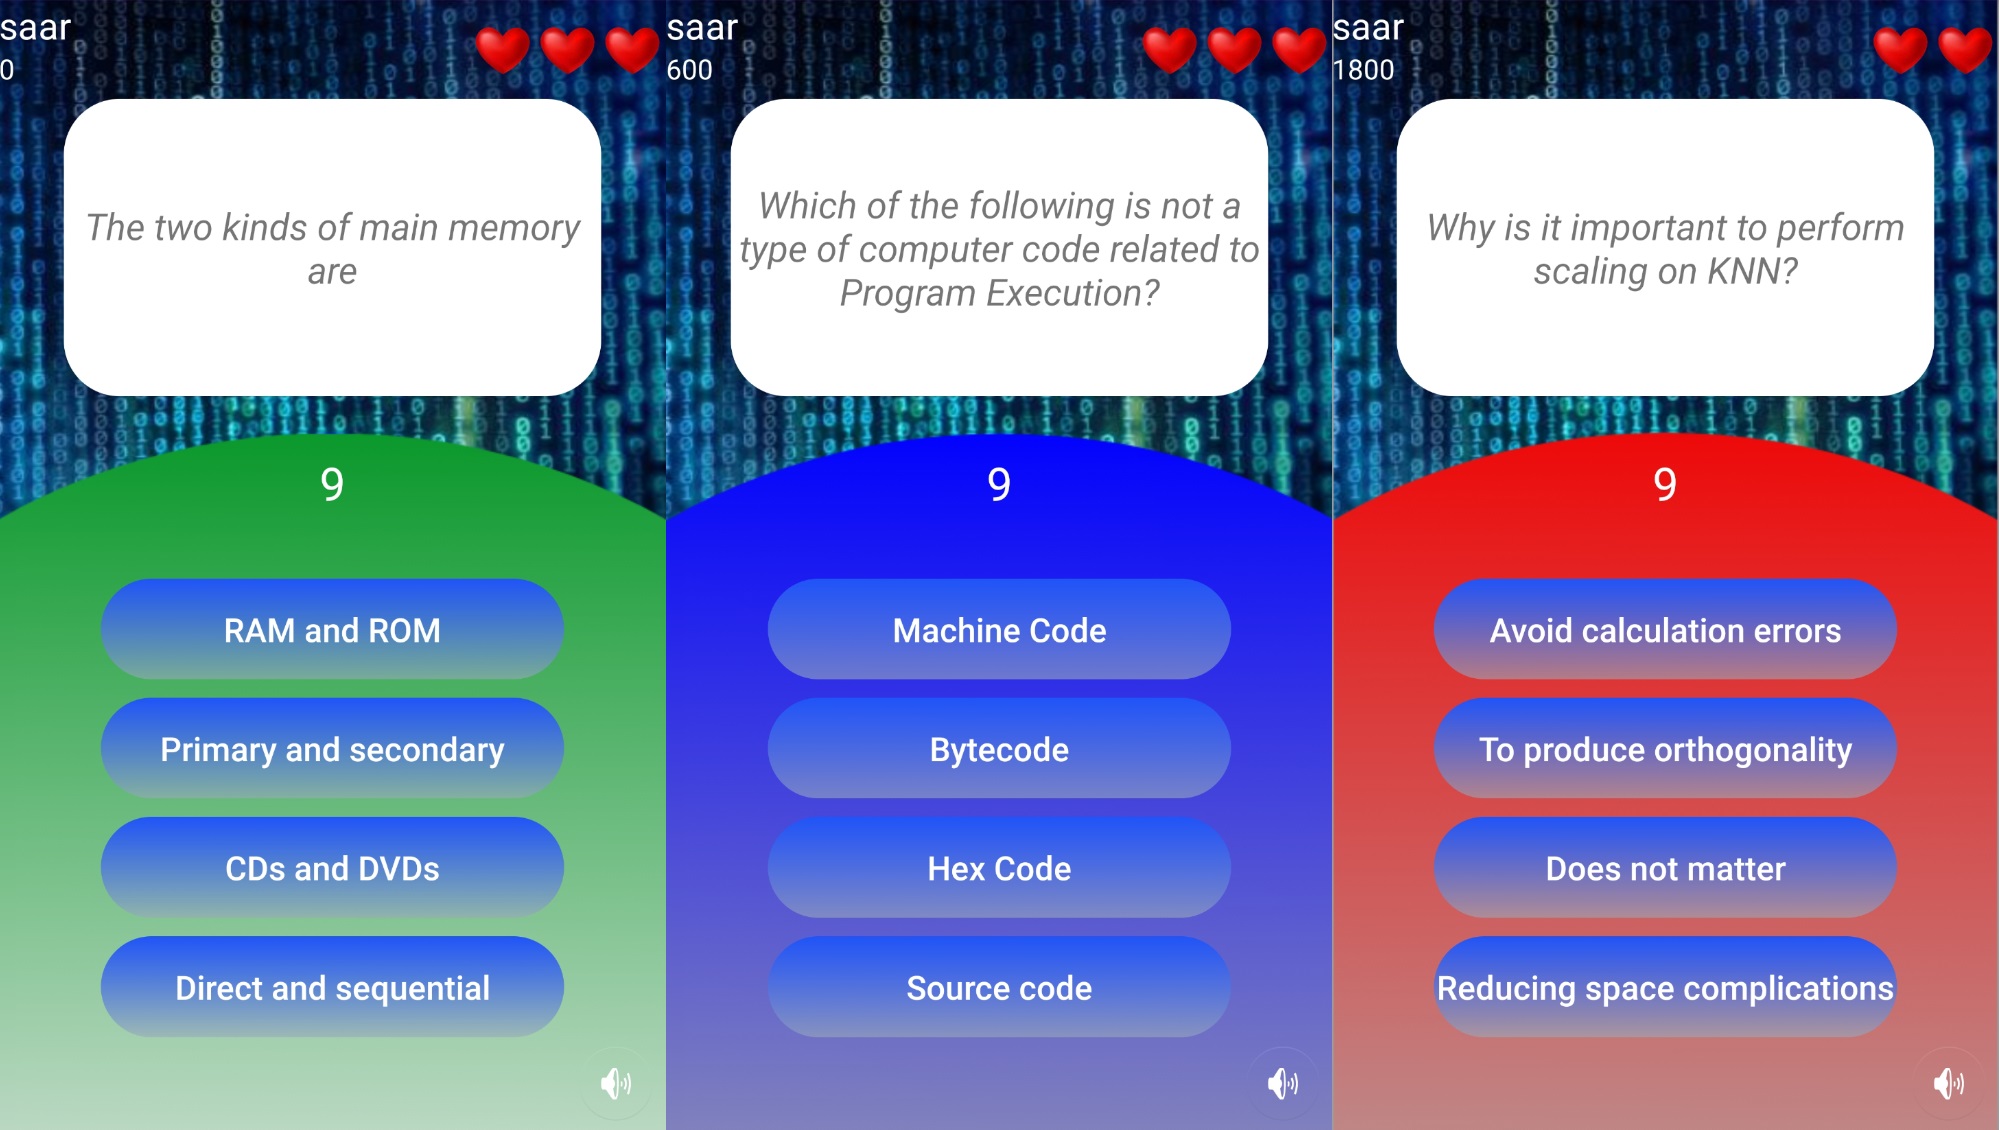 saar
0
The two kinds of main memory
are
9
RAM and ROM
Primary and secondary
CDs and DVDs
Direct and sequential
saar
600
Which of the following is not a
type of computer code related to
Program Execution?
9
Machine Code
Bytecode
Hex Code
Source code
saar
1800
Why is it important to perform
scaling on KNN?
9
Avoid calculation errors
To produce orthogonality
Does not matter
Reducing space complications